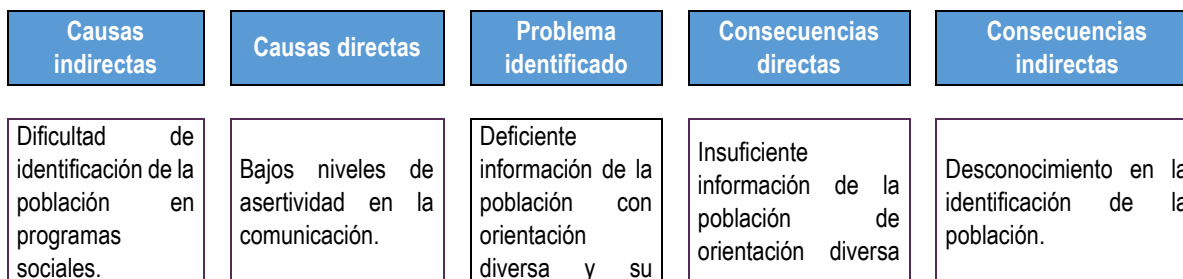 Causas
indirectas
Causas directas
Problema
identificado
Consecuencias
directas
Consecuencias
indirectas
Dificultad de
identificación de la
población en
programas
sociales.
Bajos niveles de
asertividad en la
comunicación.
Deficiente
información de la
población con
orientación
diversa y su
Insuficiente
información de la
población de
orientación diversa
Desconocimiento en la
identificación de la
población.